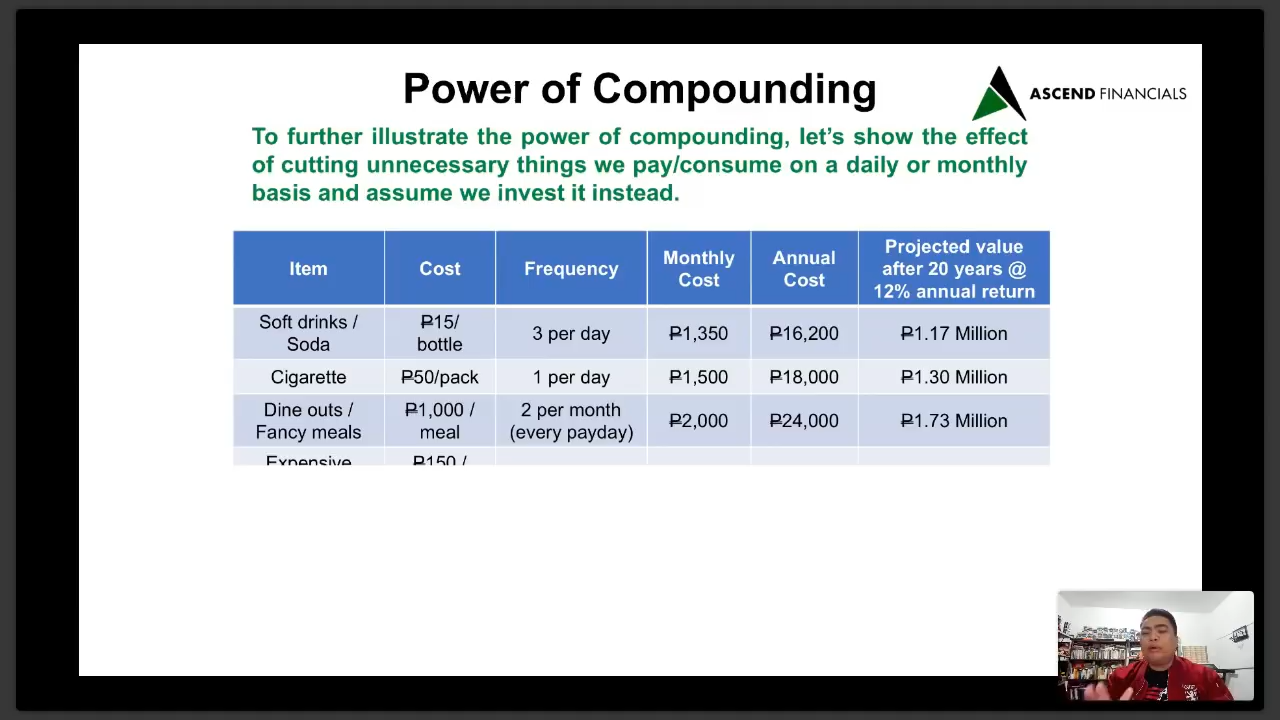 Power of Compounding
ASCEND FINANCIALS
To further illustrate the power of compounding, let's show the effect
of cutting unnecessary things we pay/consume on a daily or monthly
basis and assume we invest it instead.
Item Cost Frequency Monthly Cost Annual Cost Projected value after 20 years @ 12% annual return
Soft drinks / Soda ₱15/ bottle 3 per day ₱1,350 ₱16,200 ₱1.17 Million
Cigarette ₱50/pack 1 per day ₱1,500 ₱18,000 ₱1.30 Million
Dine outs / Fancy meals ₱1,000 / meal 2 per month (every payday) ₱2,000 ₱24,000 ₱1.73 Million
Expensive ₱150 /